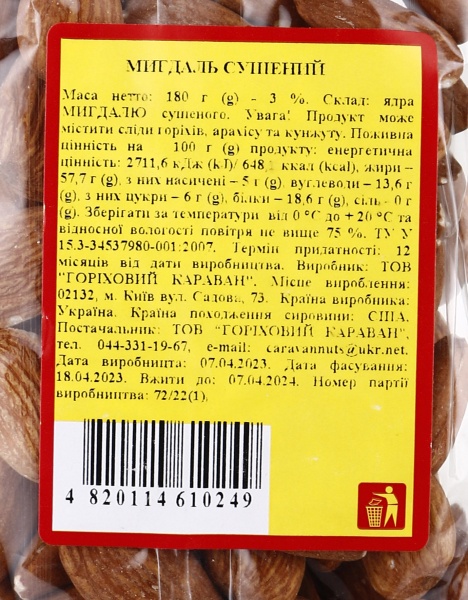 МИГДАЛЬ СУШЕНИЙ
Маса нетто: 180 г (g) - 3 %. Склад: ядра
МИГДАЛЮ сушеного. Увага! Продукт може
містити сліди горіхів, арахісу та кунжуту. Поживна
цінність на 100 г (g) продукту: енергетична
цінність: 2711,6 кДж (kJ)/ 648,1 ккал (kcal), жири –
57,7 г (g), з них насичені – 5 г (g), вуглеводи – 13,6 г
(g), з них цукри – 6 г (g), білки – 18,6 г (g), сіль - 0 г
(g). Зберігати за температури від 0 °C до + 20 °C та
відносної вологості повітря не вище 75 %. ТУ У
15.3-34537980-001:2007. Термін придатності: 12
місяців від дати виробництва. Виробник: ТОВ
"ГОРІХОВИЙ КАРАВАН". Місце вироблення:
02132, м. Київ вул. Садова, 73. Країна виробника:
Україна. Країна походження сировини: США.
Постачальник: ТОВ "ГОРІХОВИЙ КАРАВАН",
тел. 044-331-19-67, e-mail: caravannuts@ukr.net.
Дата виробництва: 07.04.2023. Дата фасування:
18.04.2023. Вжити до: 07.04.2024. Номер партії
виробництва: 72/22(1).
4 820114 610249